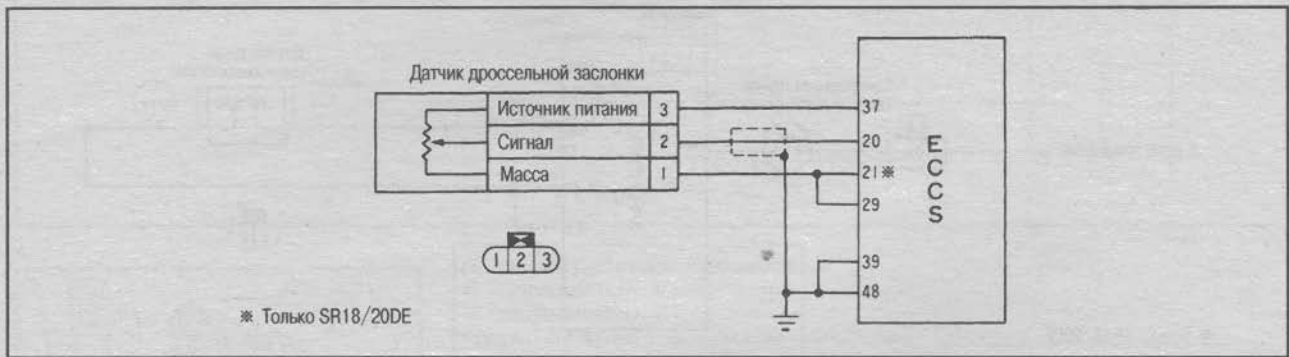 Датчик дроссельной заслонки
Источник питания 3
Сигнал 2
Масса 1
37
20
21※
29
39
48
E
C
C
S
1 2 3
※ Только SR18/20DE